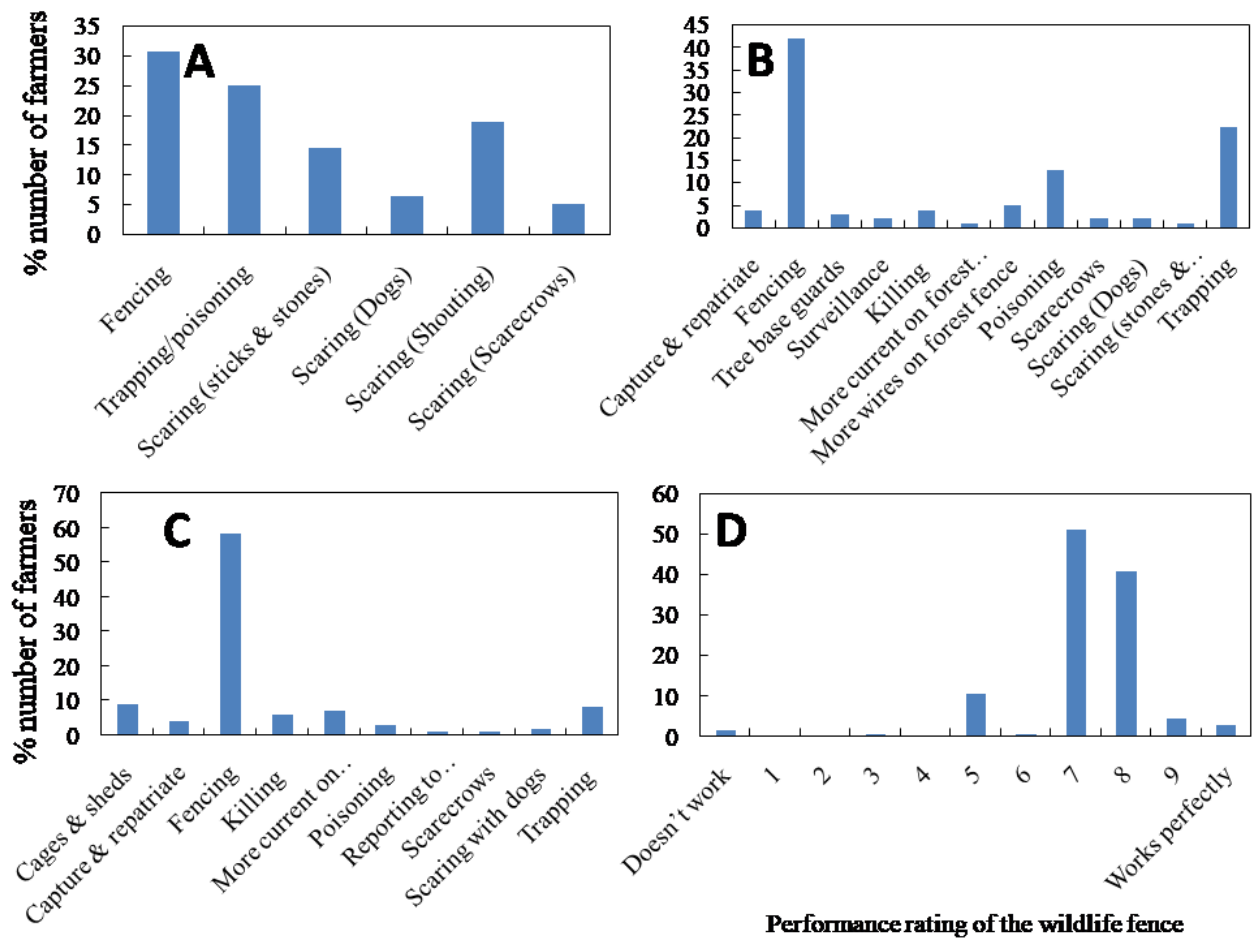 A
% number of farmers
35
30
25
20
15
10
5
0
Fencing
Trapping/poisoning
Scaring (sticks & stones)
Scaring (Dogs)
Scaring (Shouting)
Scaring (Scarecrows)
B
45
40
35
30
25
20
15
10
5
0
Capture & repatriate
Fencing
Tree base guards
Surveillance
Killing
More current on forest..
More wires on forest fence
Poisoning
Scarecrows
Scaring (Dogs)
Scaring (stones &..
Trapping
C
% number of farmers
70
60
50
40
30
20
10
0
Cages & sheds
Capture & repatriate
Fencing
Killing
More current on..
Poisoning
Reporting to..
Scarecrows
Scaring with dogs
Trapping
D
60
50
40
30
20
10
0
Doesn't work
1
2
3
4
5
6
7
8
9
Works perfectly
Performance rating of the wildlife fence